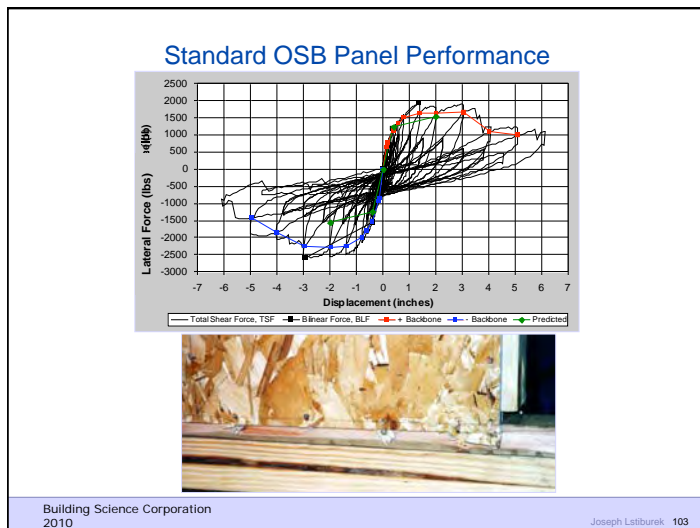 Standard OSB Panel Performance
2500
2000
1500
1000
500
0
-500
-1000
-1500
-2000
-2500
-3000
Lateral Force (lbs)
-7 -6 -5 -4 -3 -2 -1 0 1 2 3 4 5 6 7
Displacement (inches)
Total Shear Force, TSF Bilinear Force, BLF + Backbone - Backbone Predicted
Building Science Corporation
2010
Joseph Lstiburek 103